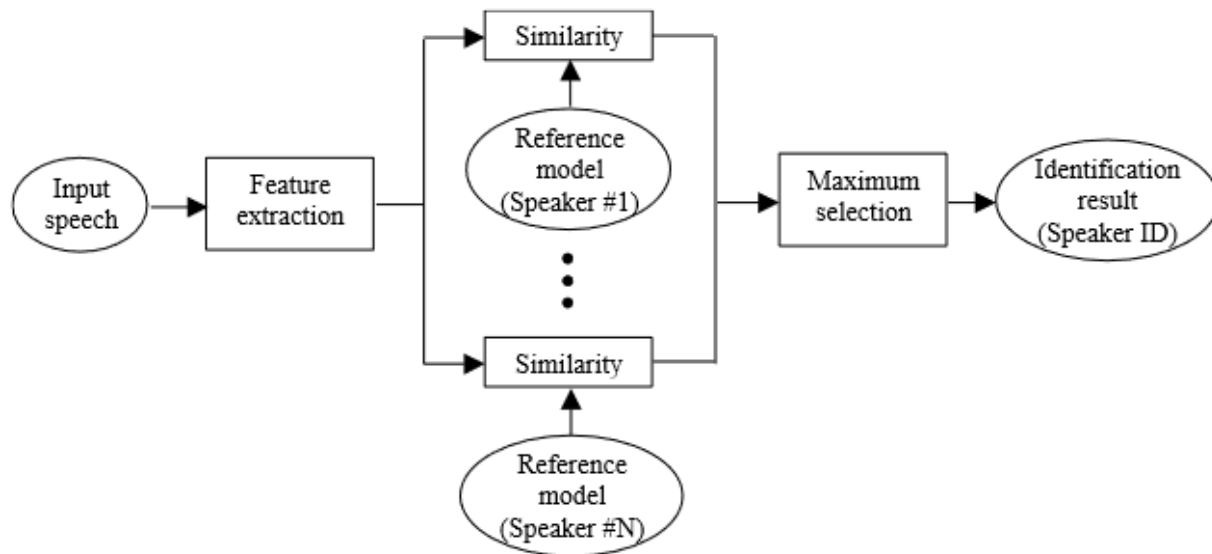 Input
speech
Feature
extraction
Similarity
Reference
model
(Speaker #1)
Similarity
Reference
model
(Speaker #N)
Maximum
selection
Identification
result
(Speaker ID)